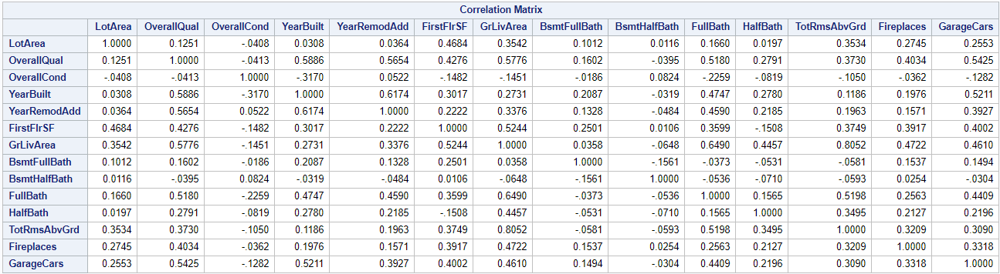 Correlation Matrix
LotArea OverallQual OverallCond YearBuilt YearRemodAdd FirstFlrSF GrLivArea BsmtFullBath BsmtHalfBath FullBath HalfBath TotRmsAbvGrd Fireplaces GarageCars
LotArea 1.0000 0.1251 -.0408 0.0308 0.0364 0.4684 0.3542 0.1012 0.0116 0.1660 0.0197 0.3534 0.2745 0.2553
OverallQual 0.1251 1.0000 -.0413 0.5886 0.5654 0.4276 0.5776 0.1602 -.0395 0.5180 0.2791 0.3730 0.4034 0.5425
OverallCond -.0408 -.0413 1.0000 -.3170 0.0522 -.1482 -.1451 -.0186 0.0824 -.2259 -.0819 -.1050 -.0362 -.1282
YearBuilt 0.0308 0.5886 -.3170 1.0000 0.6174 0.3017 0.2731 0.2087 -.0319 0.4747 0.2780 0.1186 0.1976 0.5211
YearRemodAdd 0.0364 0.5654 0.0522 0.6174 1.0000 0.2222 0.3376 0.1328 -.0484 0.4590 0.2185 0.1963 0.1571 0.3927
FirstFlrSF 0.4684 0.4276 -.1482 0.3017 0.2222 1.0000 0.5244 0.2501 0.0106 0.3599 -.1508 0.3749 0.3917 0.4002
GrLivArea 0.3542 0.5776 -.1451 0.2731 0.3376 0.5244 1.0000 0.0358 -.0648 0.6490 0.4457 0.8052 0.4722 0.4610
BsmtFullBath 0.1012 0.1602 -.0186 0.2087 0.1328 0.2501 0.0358 1.0000 -.1561 -.0373 -.0531 -.0581 0.1537 0.1494
BsmtHalfBath 0.0116 -.0395 0.0824 -.0319 -.0484 0.0106 -.0648 -.1561 1.0000 -.0536 -.0710 -.0593 0.0254 -.0304
FullBath 0.1660 0.5180 -.2259 0.4747 0.4590 0.3599 0.6490 -.0373 -.0536 1.0000 0.1565 0.5198 0.2563 0.4409
HalfBath 0.0197 0.2791 -.0819 0.2780 0.2185 -.1508 0.4457 -.0531 -.0710 0.1565 1.0000 0.3495 0.2127 0.2196
TotRmsAbvGrd 0.3534 0.3730 -.1050 0.1186 0.1963 0.3749 0.8052 -.0581 -.0593 0.5198 0.3495 1.0000 0.3209 0.3090
Fireplaces 0.2745 0.4034 -.0362 0.1976 0.1571 0.3917 0.4722 0.1537 0.0254 0.2563 0.2127 0.3209 1.0000 0.3318
GarageCars 0.2553 0.5425 -.1282 0.5211 0.3927 0.4002 0.4610 0.1494 -.0304 0.4409 0.2196 0.3090 0.3318 1.0000